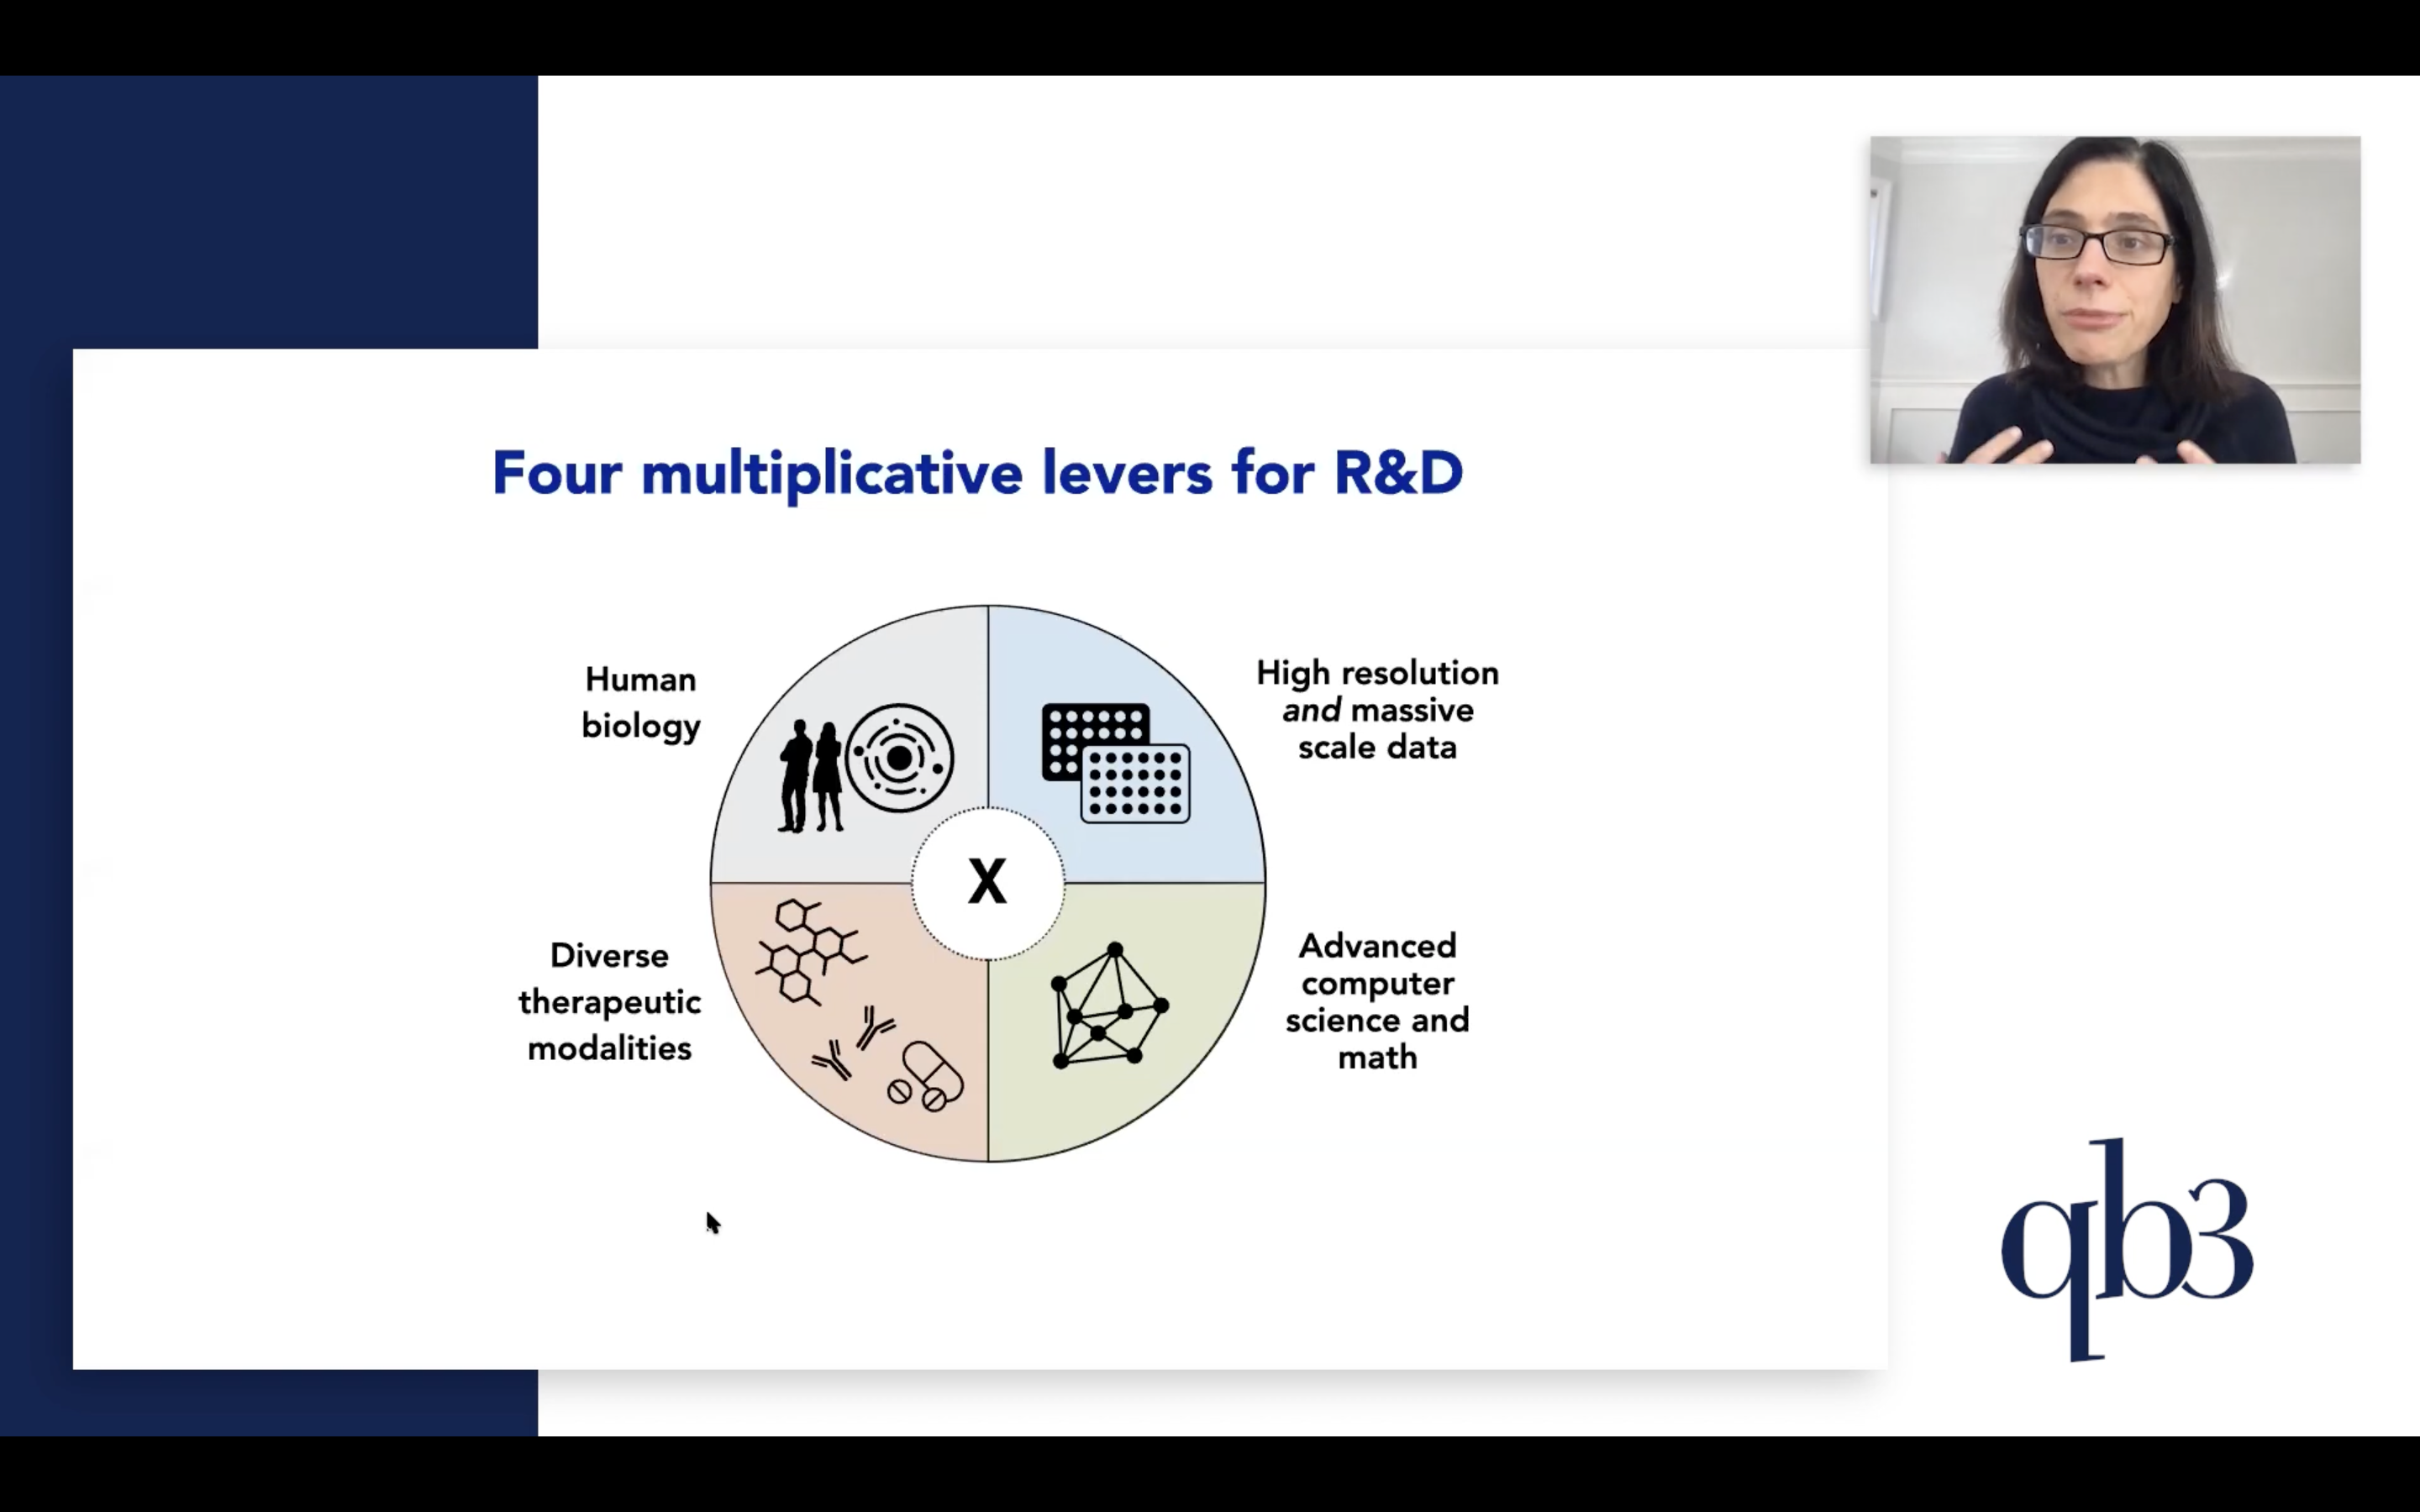 Four multiplicative levers for R&D
Human
biology
High resolution
and massive
scale data
X
Diverse
therapeutic
modalities
Advanced
computer
science and
math
qb3